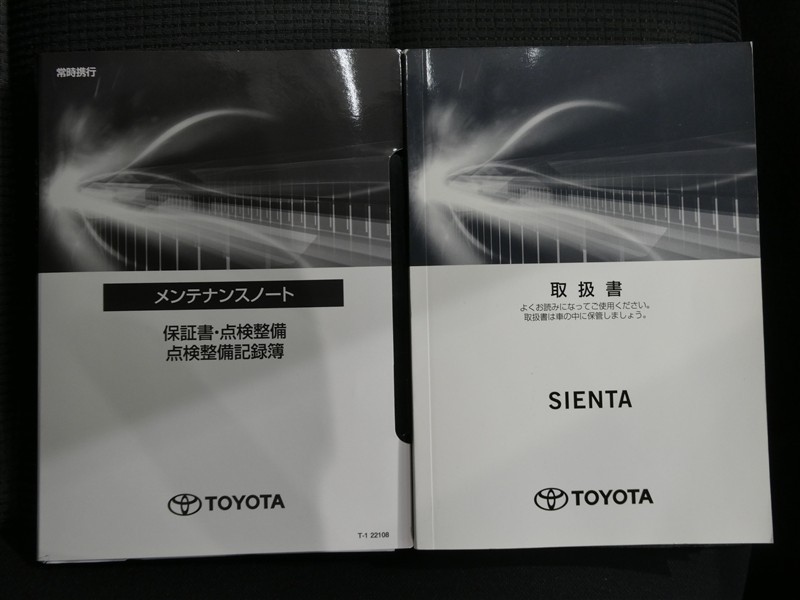 常時携行
メンテナンスノート
保証書・点検整備
点検整備記録簿
TOYOTA
T-1 22108
取扱書
よくお読みになってご使用ください。
取扱書は車の中に保管しましょう。
SIENTA
TOYOTA